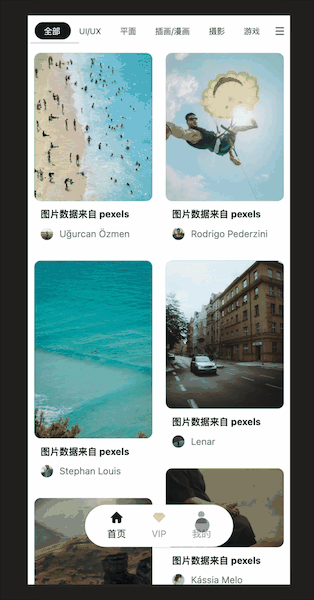 全部 UI/UX 平面 插画/漫画 摄影 游戏
图片数据来自 pexels
Uğurcan Özmen
图片数据来自 pexels
Rodrigo Pederzini
图片数据来自 pexels
Stephan Louis
图片数据来自 pexels
Lenar
图片数据来自 pexels
Kássia Melo
首页 VIP 我的